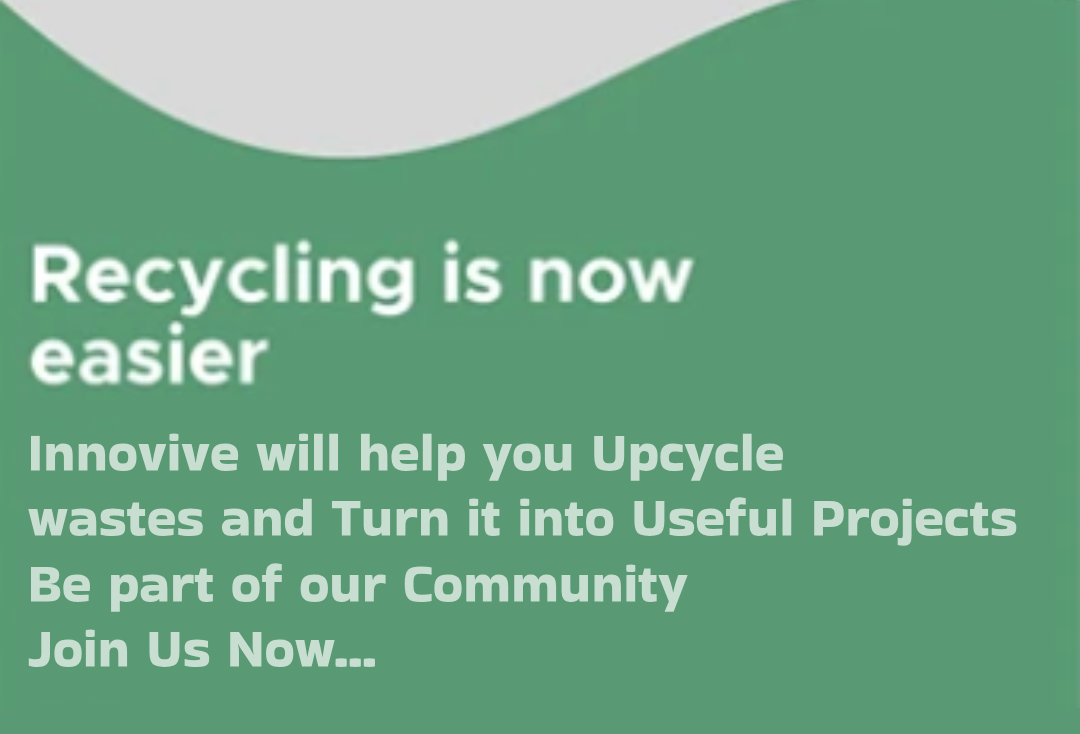 Recycling is now
easier
Innovive will help you Upcycle
wastes and Turn it into Useful Projects
Be part of our Community
Join Us Now...